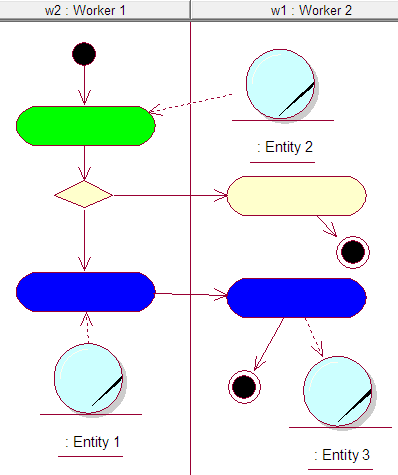 w2 : Worker 1
w1 : Worker 2
: Entity 2
: Entity 1
: Entity 3